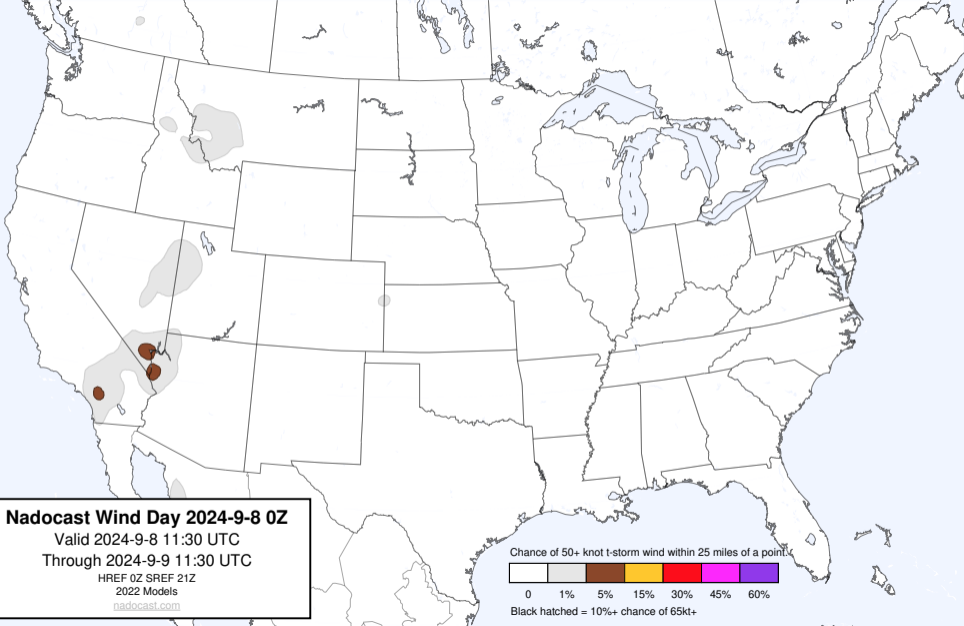 Nadocast Wind Day 2024-9-8 0Z
Valid 2024-9-8 11:30 UTC
Through 2024-9-9 11:30 UTC
HREF 0Z SREF 21Z
2022 Models
nadocast.com
Chance of 50+ knot t-storm wind within 25 miles of a point.
0 1% 5% 15% 30% 45% 60%
Black hatched = 10%+ chance of 65kt+